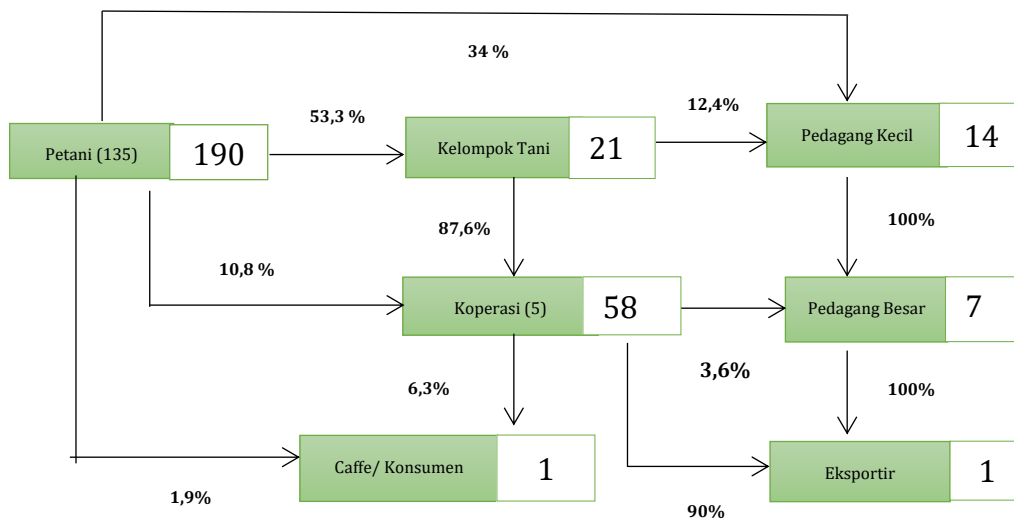 34 %
53,3 %
12,4%
Petani (135)
190
Kelompok Tani
21
Pedagang Kecil
14
87,6%
100%
10,8 %
Koperasi (5)
58
Pedagang Besar
7
6,3%
3,6%
100%
Caffe/ Konsumen
1
Eksportir
1
1,9%
90%